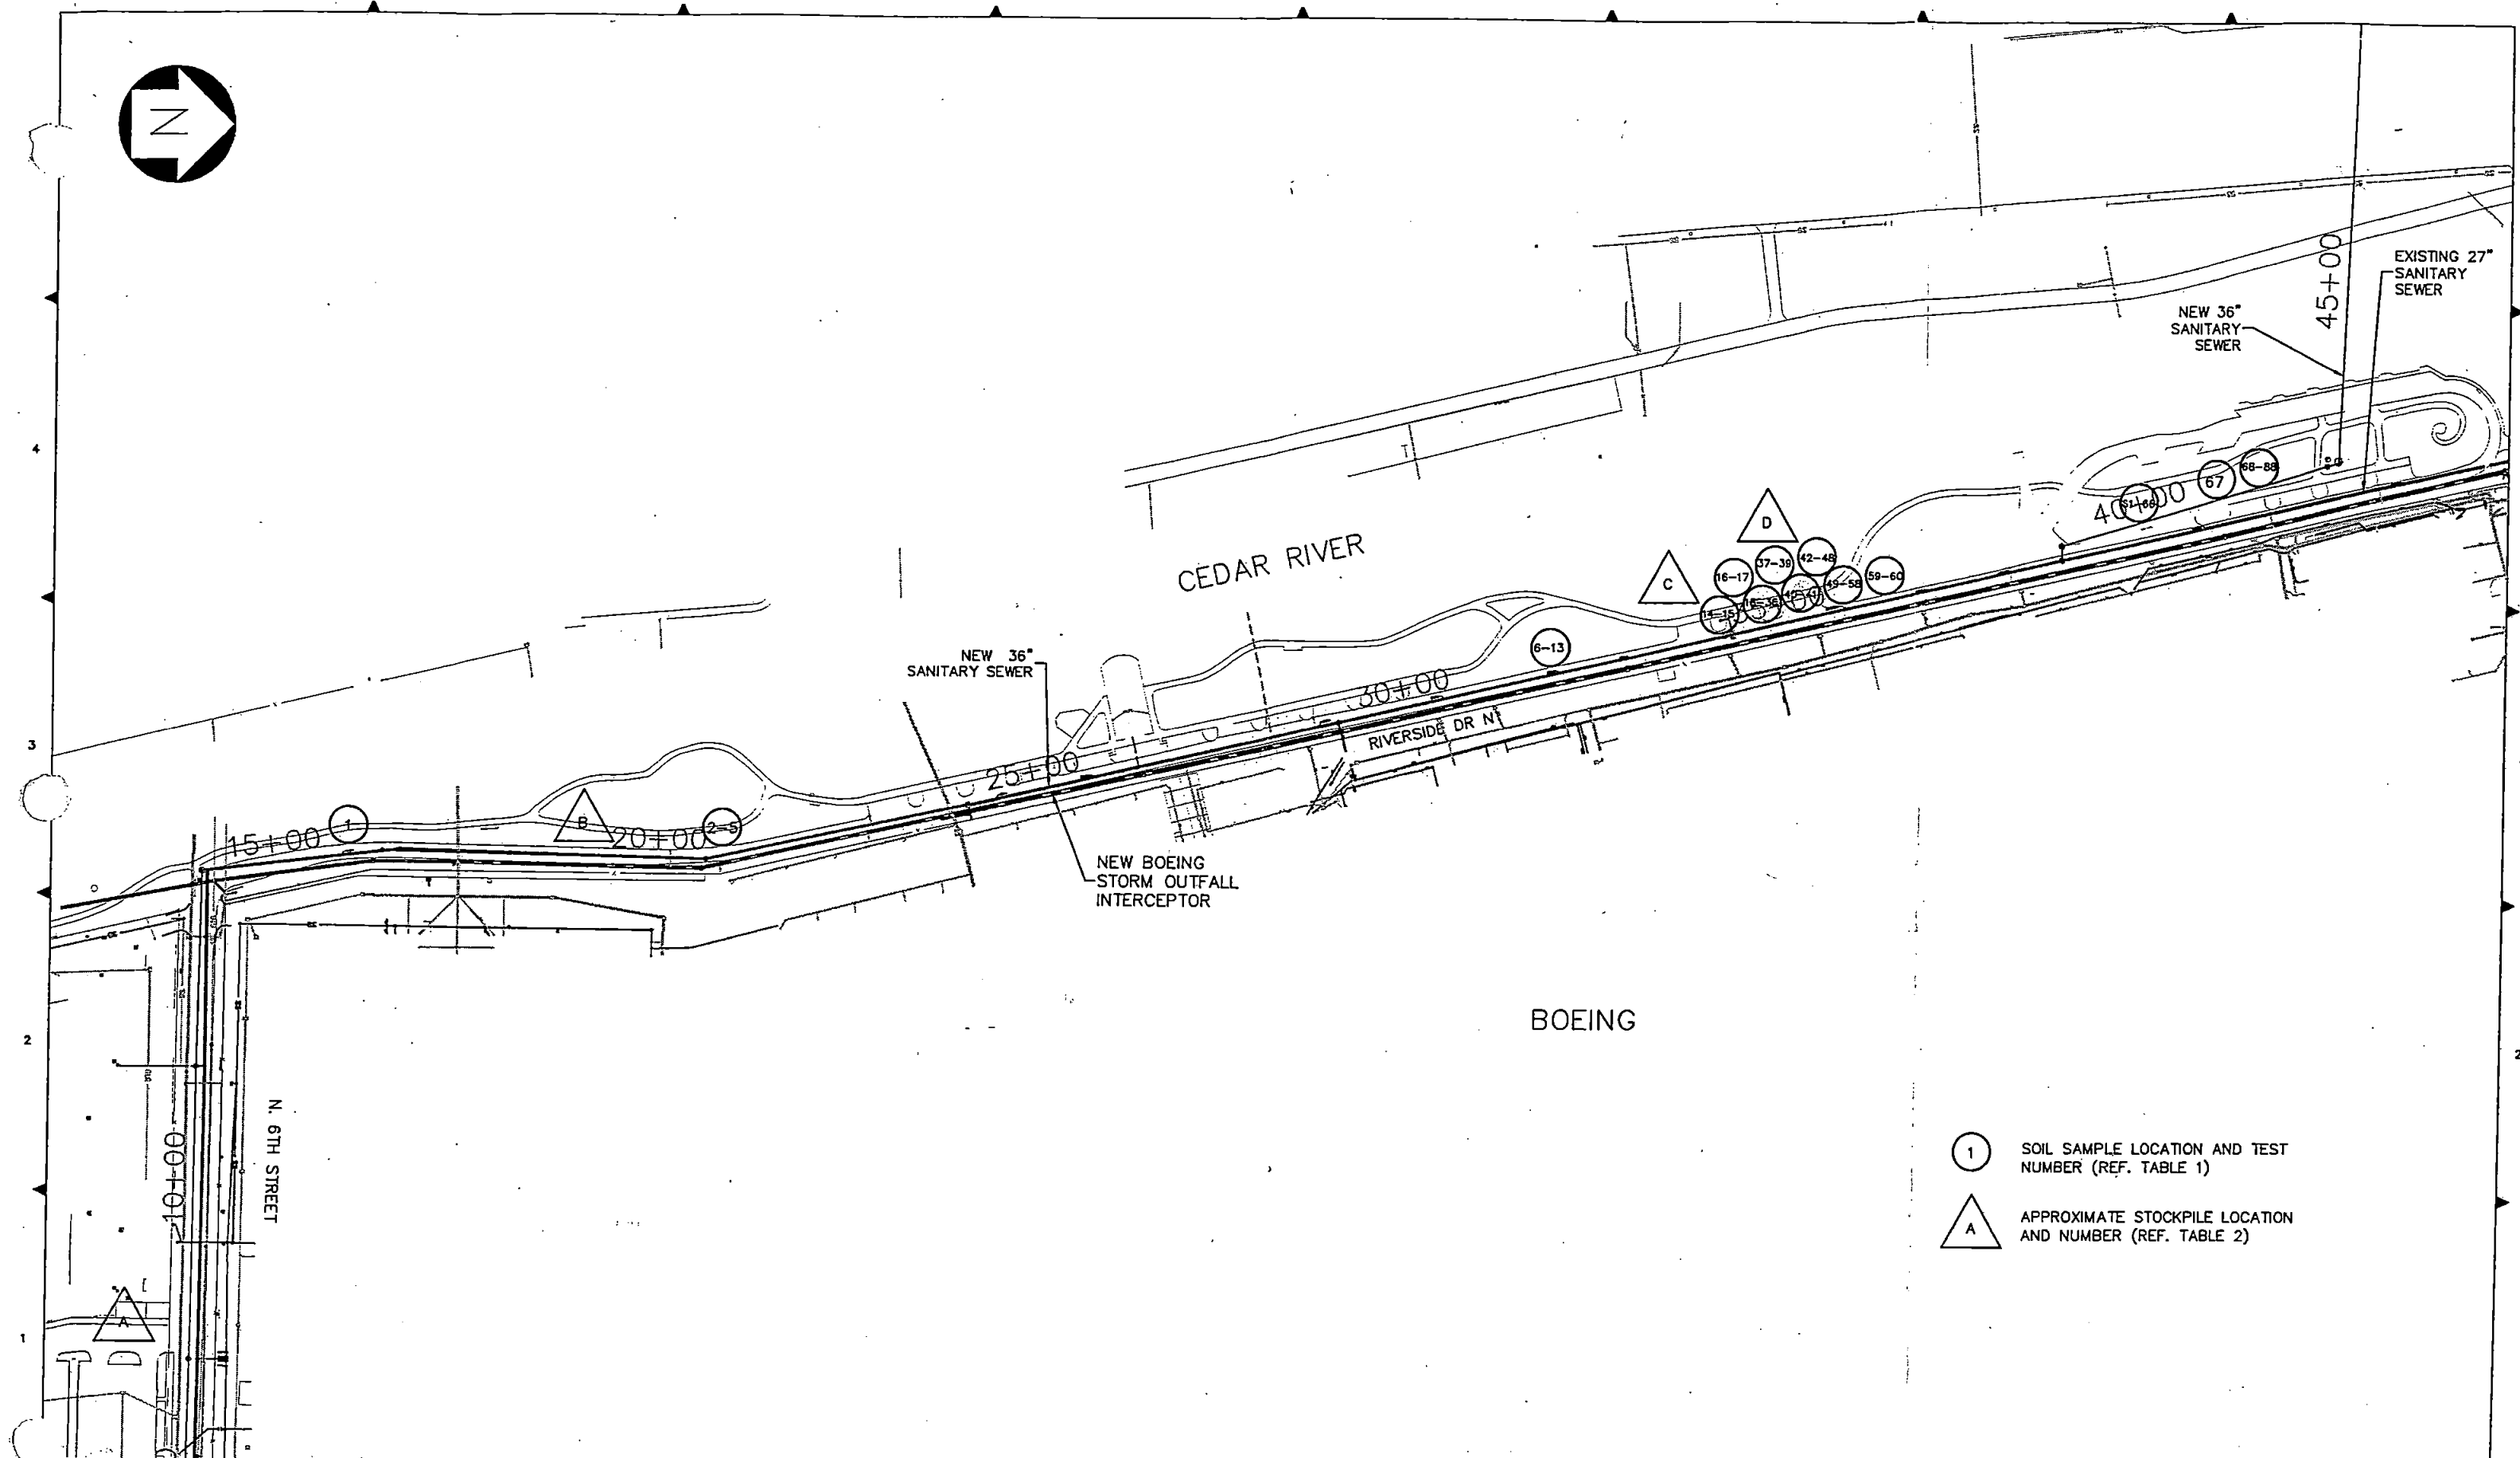 N
4
3
2
1
2
45+00
EXISTING 27"
SANITARY
SEWER
NEW 36"
SANITARY
SEWER
68-88
67
40+00
D
C
42-48
37-39
16-17
59-60
49-58
14-15
6-13
CEDAR RIVER
30+00
RIVERSIDE DR N
NEW 36"
SANITARY SEWER
25+00
NEW BOEING
STORM OUTFALL
INTERCEPTOR
B
20+00
2-5
1
15+00
BOEING
N. 6TH STREET
10+00
A
1
SOIL SAMPLE LOCATION AND TEST
NUMBER (REF. TABLE 1)
A
APPROXIMATE STOCKPILE LOCATION
AND NUMBER (REF. TABLE 2)